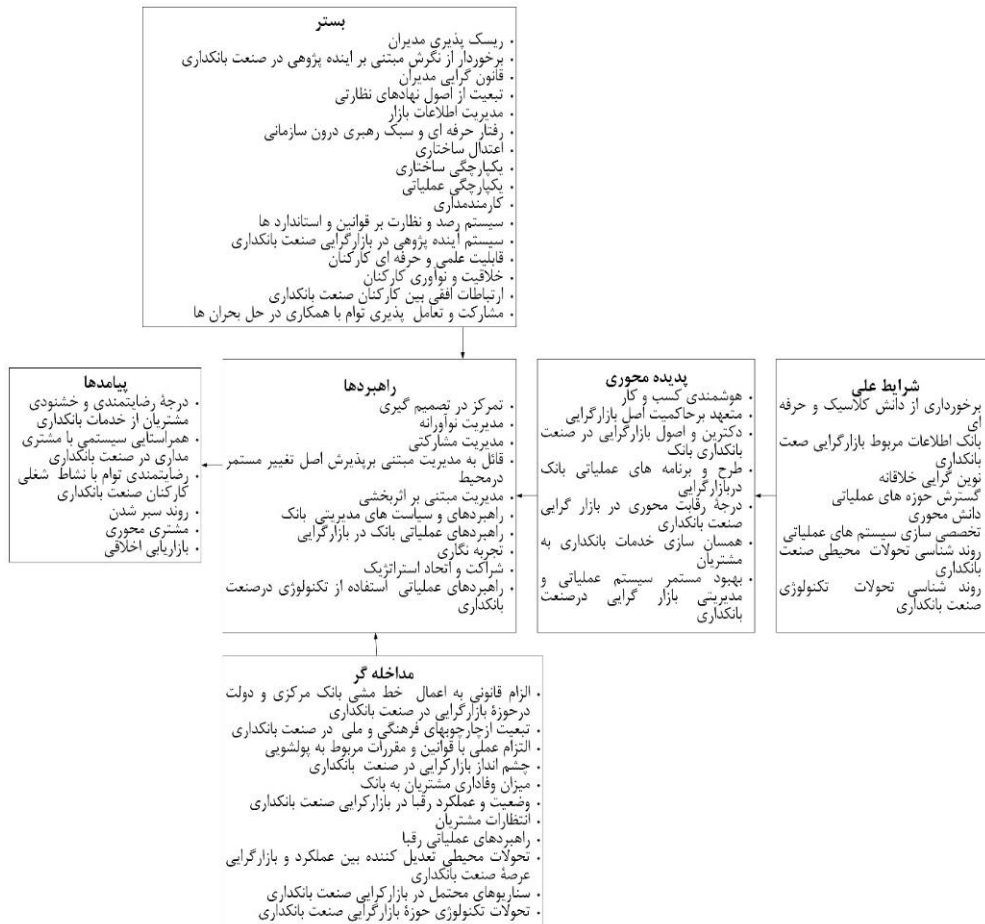 بستر
• ریسک پذیری مدیران
• برخوردار از نگرش مبتنی بر آینده پژوهی در صنعت بانکداری
• قانون گرایی مدیران
• تبعیت از اصول نهادهای نظارتی
• مدیریت اطلاعات بازار
• رفتار حرفه ای و سبک رهبری درون سازمانی
• اعتدال ساختاری
• یکپارچگی ساختاری
• یکپارچگی عملیاتی
• کارمندمداری
• سیستم رصد و نظارت بر قوانین و استاندارد ها
• سیستم آینده پژوهی در بازارگرایی صنعت بانکداری
• قابلیت علمی و حرفه ای کارکنان
• خلاقیت و نوآوری کارکنان
• ارتباطات افقی بین کارکنان صنعت بانکداری
• مشارکت و تعامل پذیری توام با همکاری در حل بحران ها
شرایط علی
برخورداری از دانش کلاسیک و حرفه
ای
بانک اطلاعات مربوط بازارگرایی صعت
بانکداری
نوین گرایی خلاقانه
گسترش حوزه های عملیاتی
دانش محوری
تخصصی سازی سیستم های عملیاتی
روند شناسی تحولات محیطی صنعت
بانکداری
روند شناسی تحولات تکنولوژی
صنعت بانکداری
پدیده محوری
• هوشمندی کسب و کار
• متعهد برحاکمیت اصل بازارگرایی
• دکترین و اصول بازارگرایی در صنعت
بانکداری بانک
• طرح و برنامه های عملیاتی بانک
دربازارگرایی
• درجهٔ رقابت محوری در بازار گرایی
صنعت بانکداری
• همسان سازی خدمات بانکداری به
مشتریان
• بهبود مستمر سیستم عملیاتی و
مدیریتی بازار گرایی درصنعت
بانکداری
راهبردها
• تمرکز در تصمیم گیری
• مدیریت نوآورانه
• مدیریت مشارکتی
• قائل به مدیریت مبتنی برپذیرش اصل تغییر مستمر
درمحیط
• مدیریت مبتنی بر اثربخشی
• راهبردهای و سیاست های مدیریتی بانک
• راهبردهای عملیاتی بانک در بازارگرایی
• تجربه نگاری
• شراکت و اتحاد استراتژیک
• راهبردهای عملیاتی استفاده از تکنولوژی درصنعت
بانکداری
پیامدها
• درجهٔ رضایتمندی و خشنودی
مشتریان از خدمات بانکداری
• همراستایی سیستمی با مشتری
مداری در صنعت بانکداری
• رضایتمندی توام با نشاط شغلی
کارکنان صنعت بانکداری
• روند سبز شدن
• مشتری محوری
• بازاریابی اخلاقی
مداخله گر
• الزام قانونی به اعمال خط مشی بانک مرکزی و دولت
درحوزهٔ بازارگرایی در صنعت بانکداری
• تبعیت ازچارچوبهای فرهنگی و ملی در صنعت بانکداری
• التزام عملی با قوانین و مقررات مربوط به پولشویی
• چشم انداز بازارگرایی در صنعت بانکداری
• میزان وفاداری مشتریان به بانک
• وضعیت و عملکرد رقبا در بازارگرایی صنعت بانکداری
• انتظارات مشتریان
• راهبردهای عملیاتی رقبا
• تحولات محیطی تعدیل کننده بین عملکرد و بازارگرایی
عرصهٔ صنعت بانکداری
• سناریوهای محتمل در بازارگرایی صنعت بانکداری
• تحولات تکنولوژی حوزهٔ بازارگرایی صنعت بانکداری